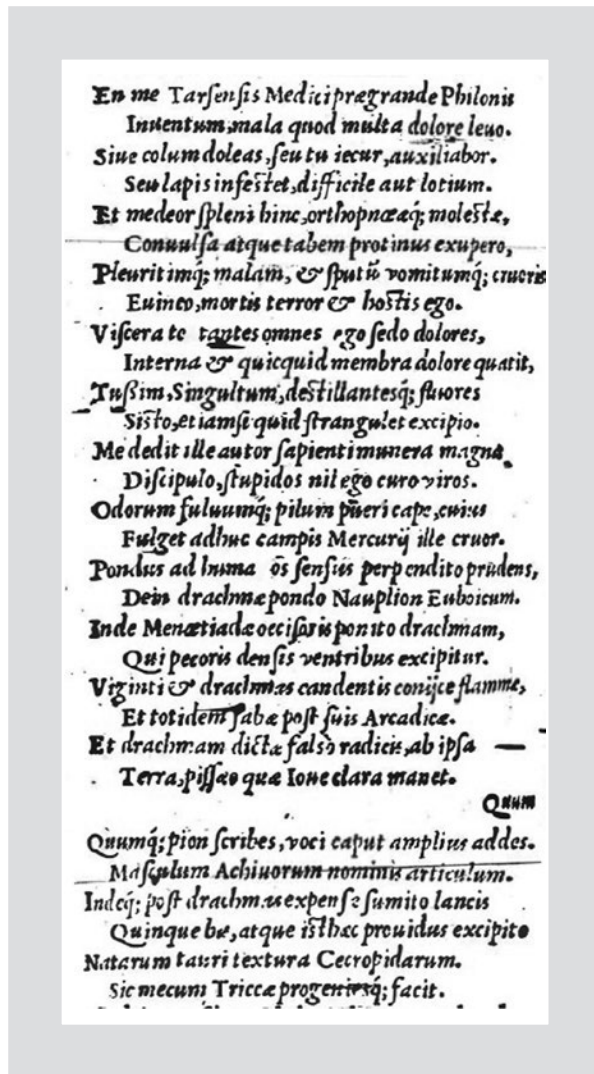 En me Tarſenſis Medici prægrande Philonis
Inuentum, mala quod multa dolore leuo.
Siue colum doleas, ſeu tu iecur, auxiliabor.
Seu lapis infeſtet, difficile aut lotium.
Et medeor ſpleni hinc, orthopnœæq; moleſtæ,
Conuulſa atque tabem protinus exupero,
Pleuritimq; malam, & ſputũ vomitumq; cruoris
Euinco, mortis terror & hoſtis ego.
Viſcera te tantes omnes ego ſedo dolores,
Interna & quicquid membra dolore quatit,
Tuſsim, Singultum, deſtillantesq; fluores
Siſto, etiamſi quid ſtrangulet excipio.
Me dedit ille autor ſapienti munera magna
Diſcipulo, ſtupidos nil ego curo viros.
Odorum fuluumq; pilum pueri cape, cuius
Fulget adhuc campis Mercurij ille cruor.
Pondus ad huma os ſenſus perp endito prudens,
Dein drachmæ pondo Nauplion Euboicum.
Inde Menætiadæ occiſoris ponito drachmam,
Qui pecoris denſis ventribus excipitur.
Viginti & drachmas candentis conijce flammæ,
Et totidem fabæ poſt ſuis Arcadicæ.
Et drachmam dictæ falsò radicis, ab ipſa
Terra, piſſæo quæ Ioue clara manet.
Quum
Quumq; pion ſcribes, voci caput amplius addes.
Maſculum Achiuorum nominis articulum.
Indeq; poſt drachmas expenſæ ſumito lancis
Quinque bis, atque iſthæc prouidus excipito
Natarum tauri textura Cecropidarum.
Sic mecum Triccæ progeniesq; facit.